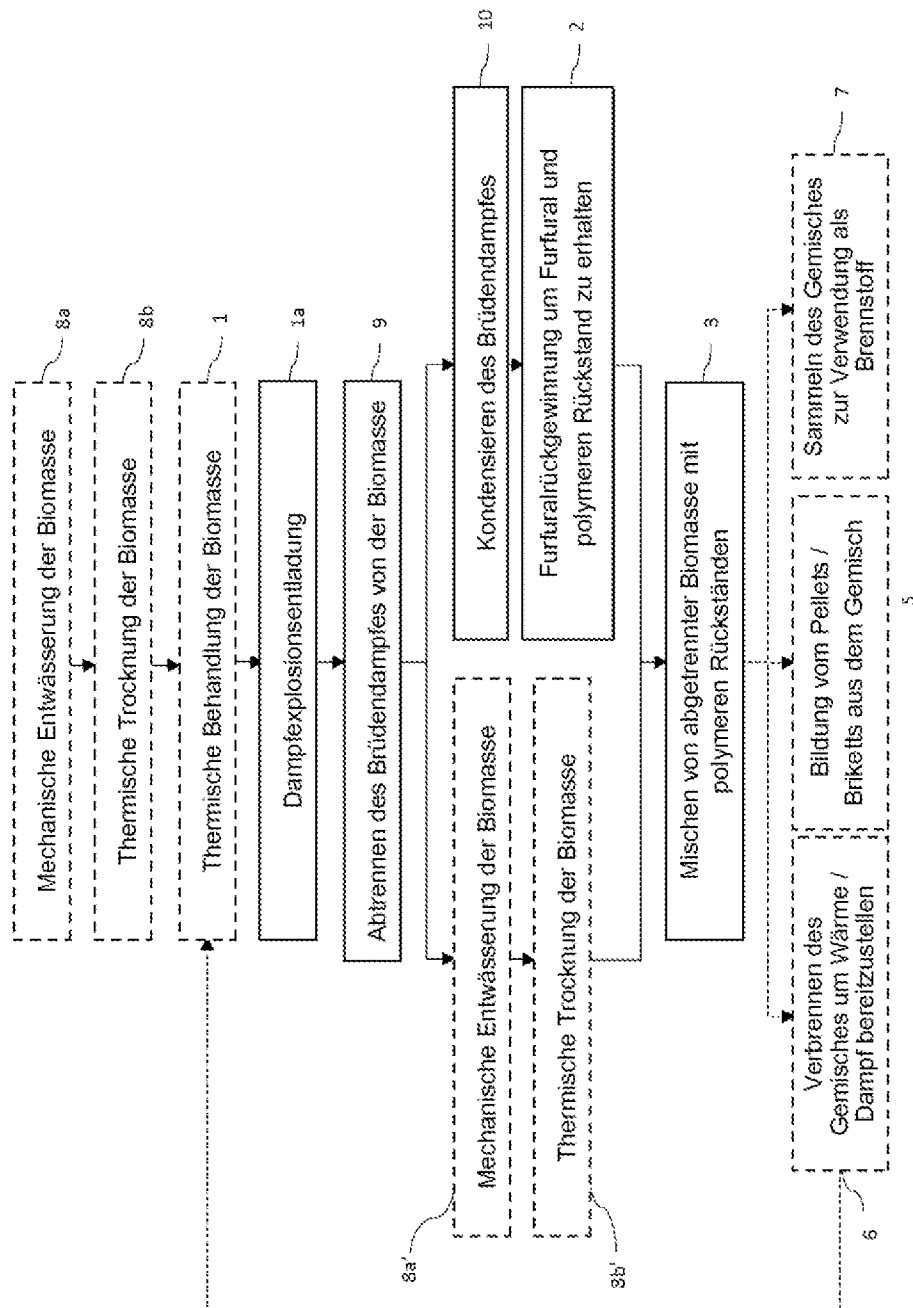 Mechanische Entwässerung der Biomasse
8a
Thermische Trocknung der Biomasse
8b
Thermische Behandlung der Biomasse
1
Dampfexplosionsentladung
1a
Abtrennen des Brüdendampfes von der Biomasse
9
8a'
Mechanische Entwässerung der Biomasse
8b'
Thermische Trocknung der Biomasse
Kondensieren des Brüdendampfes
10
Furfuralrückgewinnung um Furfural und
polymeren Rückstand zu erhalten
2
Mischen von abgetrennter Biomasse mit
polymeren Rückständen
3
Verbrennen des
Gemisches um Wärme /
Dampf bereitzustellen
6
Bildung vom Pellets /
Briketts aus dem Gemisch
5
Sammeln des Gemisches
zur Verwendung als
Brennstoff
7